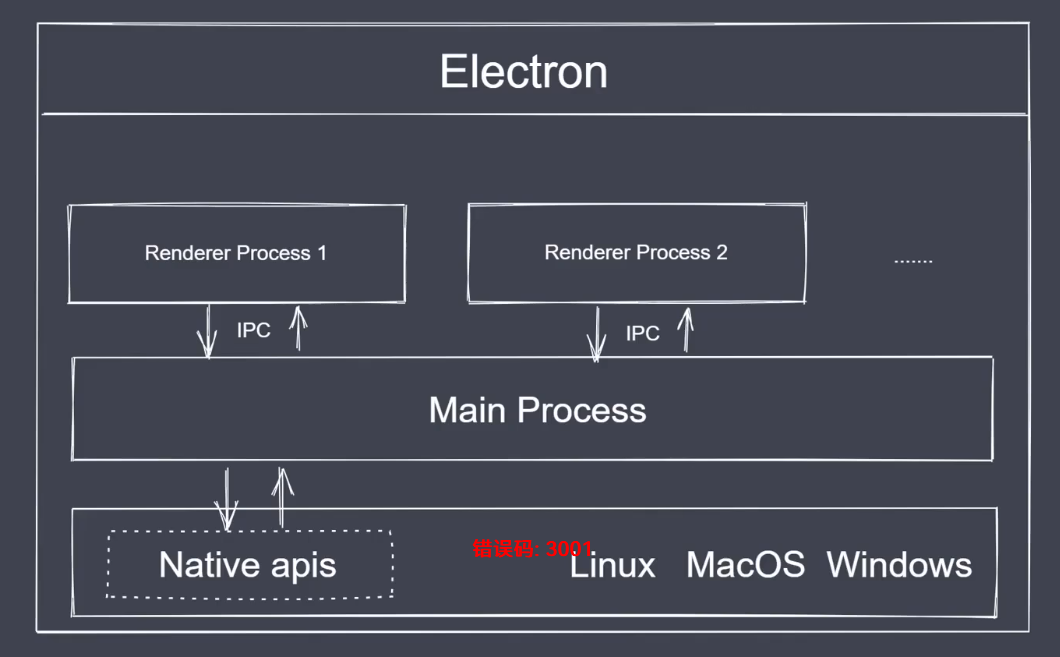 Electron
Renderer Process 1
Renderer Process 2
.......
IPC
IPC
Main Process
错误码: 3001
Native apis
Linux MacOS Windows